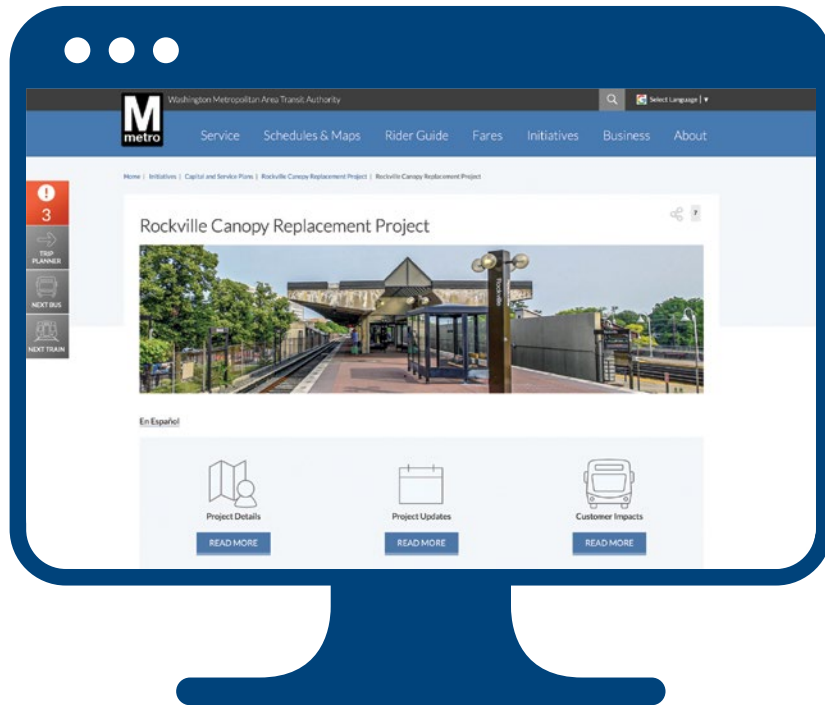 Washington Metropolitan Area Transit Authority
Select Language | ▼
M
metro
Service Schedules & Maps Rider Guide Fares Initiatives Business About
Home | Initiatives | Capital and Service Plans | Rockville Canopy Replacement Project | Rockville Canopy Replacement Project
!
3
TRIP
PLANNER
NEXT BUS
NEXT TRAIN
Rockville Canopy Replacement Project
?
Rockville
En Español
Project Details Project Updates Customer Impacts
READ MORE READ MORE READ MORE